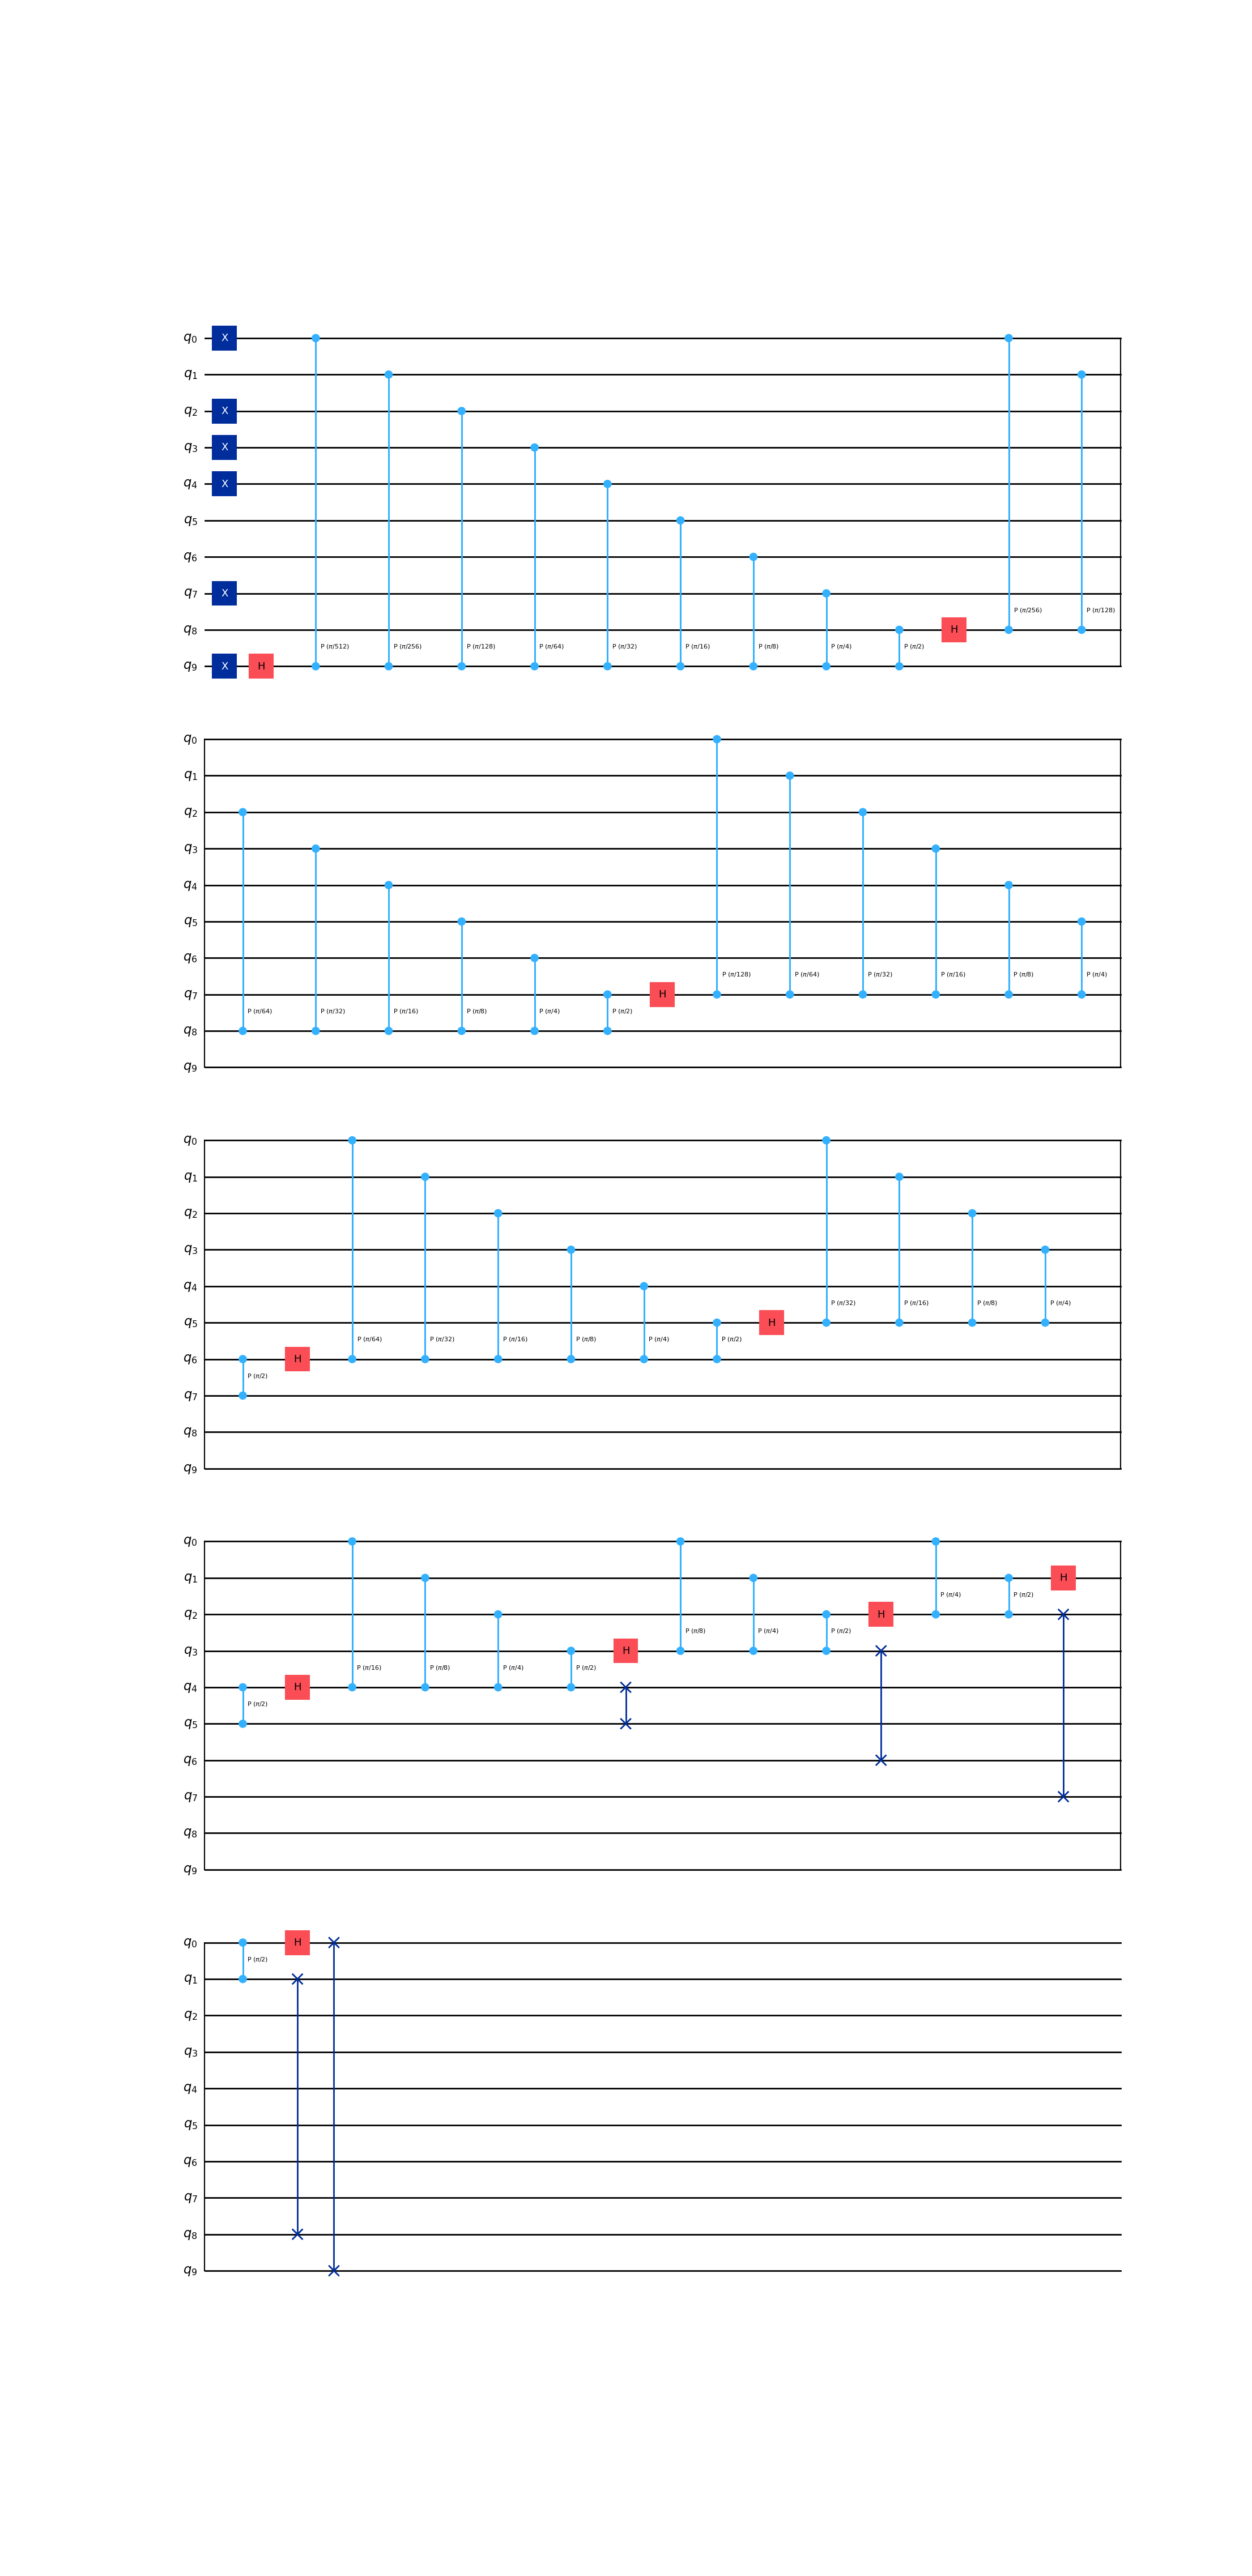 q0 X
q1
q2 X
q3 X
q4 X
q5
q6
q7 X
P (π/256) P (π/128)
q8 H
P (π/512) P (π/256) P (π/128) P (π/64) P (π/32) P (π/16) P (π/8) P (π/4) P (π/2)
q9 X H
q0
q1
q2
q3
q4
q5
q6
P (π/128) P (π/64) P (π/32) P (π/16) P (π/8) P (π/4)
q7 H
P (π/64) P (π/32) P (π/16) P (π/8) P (π/4) P (π/2)
q8
q9
q0
q1
q2
q3
q4
P (π/32) P (π/16) P (π/8) P (π/4)
q5 H
P (π/64) P (π/32) P (π/16) P (π/8) P (π/4) P (π/2)
q6 H
P (π/2)
q7
q8
q9
q0
q1 H
P (π/4) P (π/2)
q2 H
P (π/8) P (π/4) P (π/2)
q3 H
P (π/16) P (π/8) P (π/4) P (π/2)
q4 H
P (π/2)
q5
q6
q7
q8
q9
q0 H
P (π/2)
q1
q2
q3
q4
q5
q6
q7
q8
q9